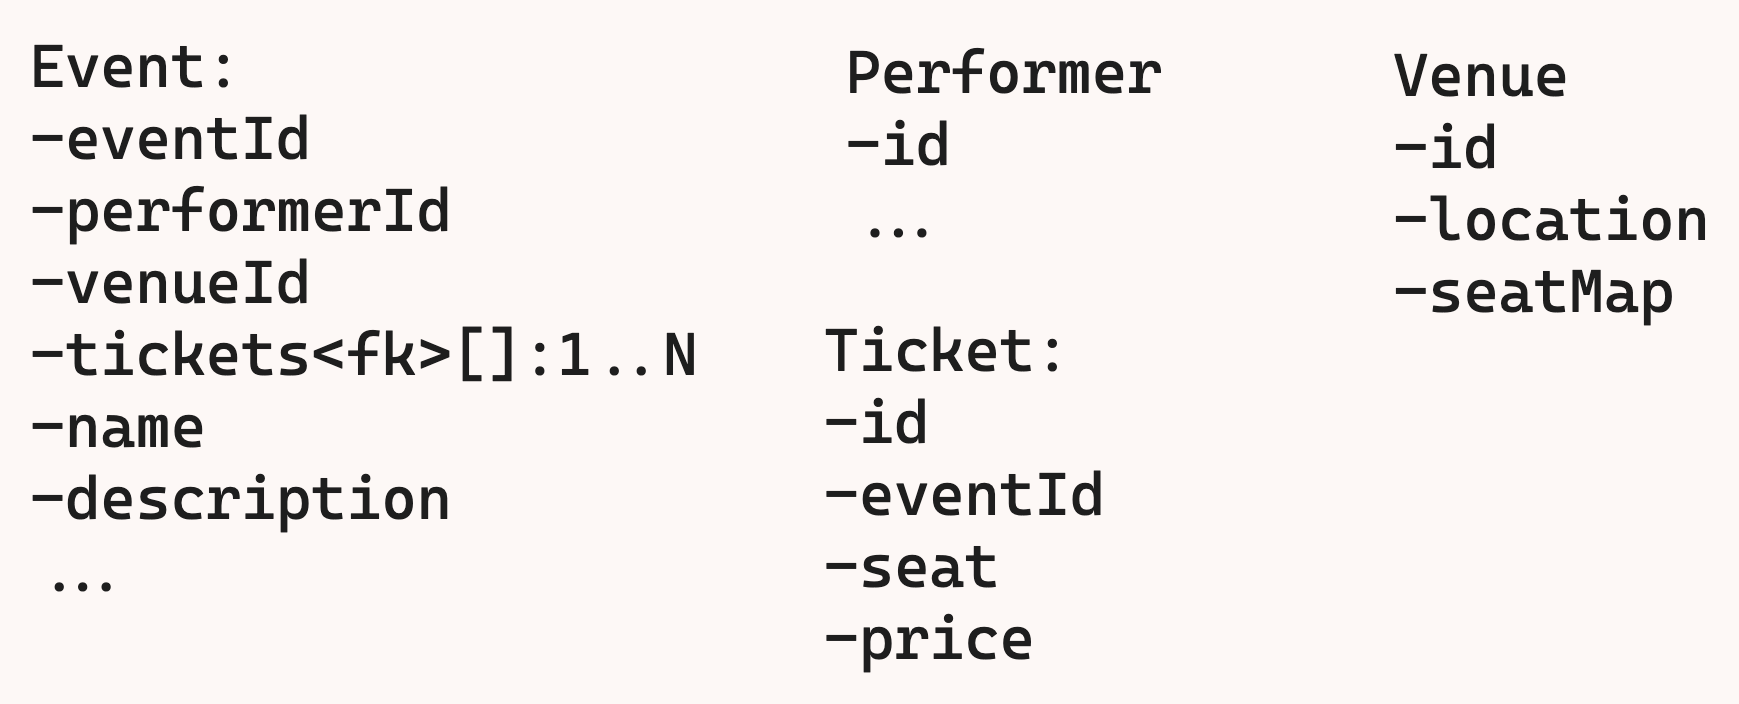 Event:
-eventId
-performerId
-venueId
-tickets<fk>[]:1..N
-name
-description
...
Performer
-id
...
Ticket:
-id
-eventId
-seat
-price
Venue
-id
-location
-seatMap